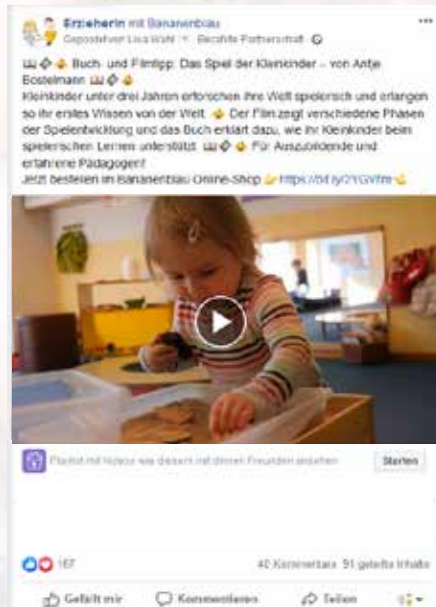 Erzieherin mit Bananenblau
Gepostet von Lisa Wahl · Bezahlte Partnerschaft ·
📖 🎬 👉 Buch- und Filmtipp: Das Spiel der Kleinkinder – von Antje
Bostelmann 📖 🎬 👉
Kleinkinder unter drei Jahren erforschen ihre Welt spielerisch und erlangen
so ihr erstes Wissen von der Welt. 👉 Der Film zeigt verschiedene Phasen
der Spielentwicklung und das Buch erklärt dazu, wie ihr Kleinkinder beim
spielerischen Lernen unterstützt. 📖 🎬 👉 Für Auszubildende und
erfahrene Pädagogen!
Jetzt bestellen im Bananenblau Online-Shop 👉
Playlist mit Videos wie diesem mit deinen Freunden ansehen
Starten
167
40 Kommentare 91 geteilte Inhalte
Gefällt mir
Kommentieren
Teilen